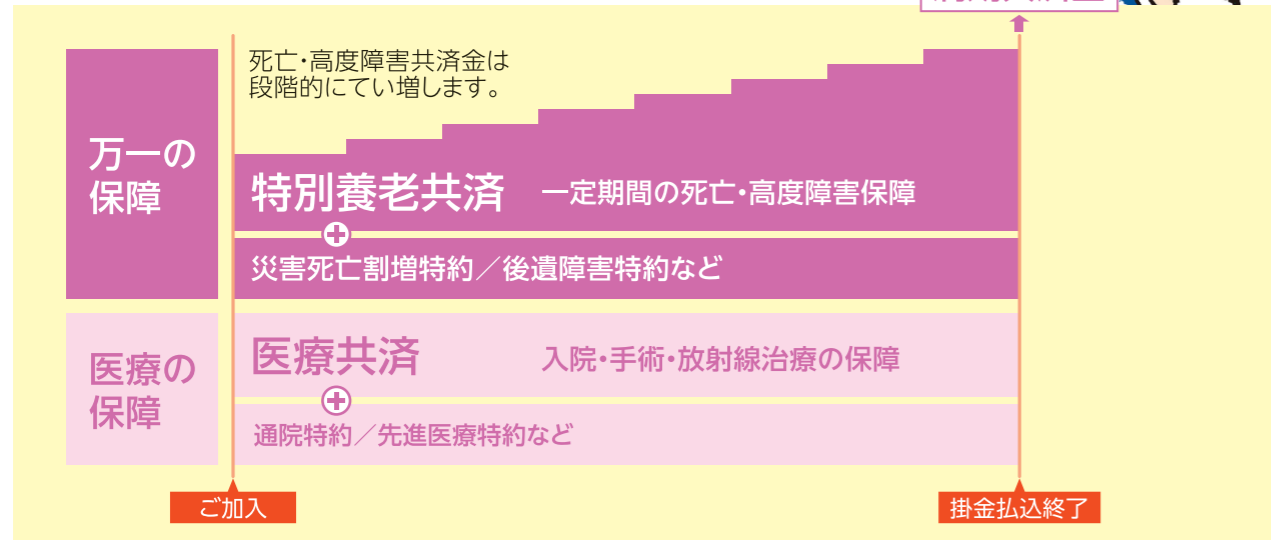 死亡・高度障害共済金は
段階的にてい増します。
万一の
保障
特別養老共済 一定期間の死亡・高度障害保障
災害死亡割増特約／後遺障害特約など
医療の
保障
医療共済 入院・手術・放射線治療の保障
通院特約／先進医療特約など
ご加入
掛金払込終了